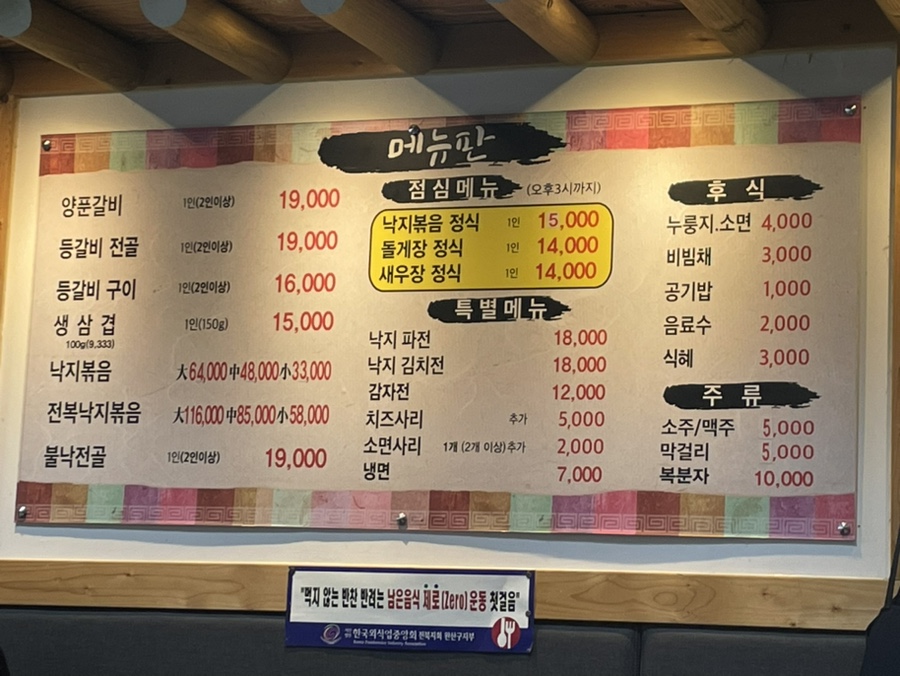 메뉴판
양푼갈비 1인(2인이상) 19,000
등갈비 전골 1인(2인이상) 19,000
등갈비 구이 1인(2인이상) 16,000
생 삼 겹 1인(150g) 15,000
100g(9,333)
낙지볶음 大64,000 中48,000 小33,000
전복낙지볶음 大116,000 中85,000 小58,000
불낙전골 1인(2인이상) 19,000
점심메뉴 (오후3시까지)
낙지볶음 정식 1인 15,000
돌게장 정식 1인 14,000
새우장 정식 1인 14,000
특별메뉴
낙지 파전 18,000
낙지 김치전 18,000
감자전 12,000
치즈사리 추가 5,000
소면사리 1개 (2개 이상)추가 2,000
냉면 7,000
후 식
누룽지.소면 4,000
비빔채 3,000
공기밥 1,000
음료수 2,000
식혜 3,000
주 류
소주/맥주 5,000
막걸리 5,000
복분자 10,000
"먹지 않는 반찬 반려는 남은음식 제로(Zero) 운동 첫걸음"
한국외식업중앙회 전북지회 완산구지부